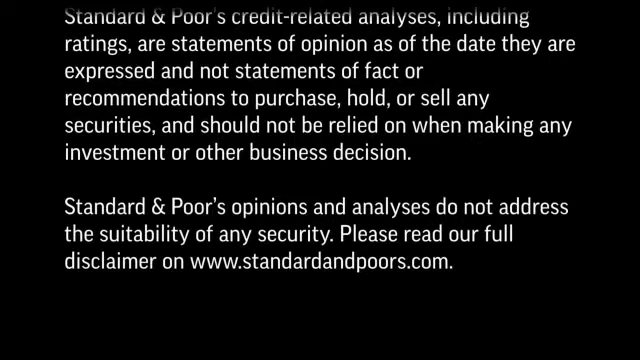 Standard & Poor's credit-related analyses, including
ratings, are statements of opinion as of the date they are
expressed and not statements of fact or
recommendations to purchase, hold, or sell any
securities, and should not be relied on when making any
investment or other business decision.
Standard & Poor’s opinions and analyses do not address
the suitability of any security. Please read our full
disclaimer on www.standardandpoors.com.